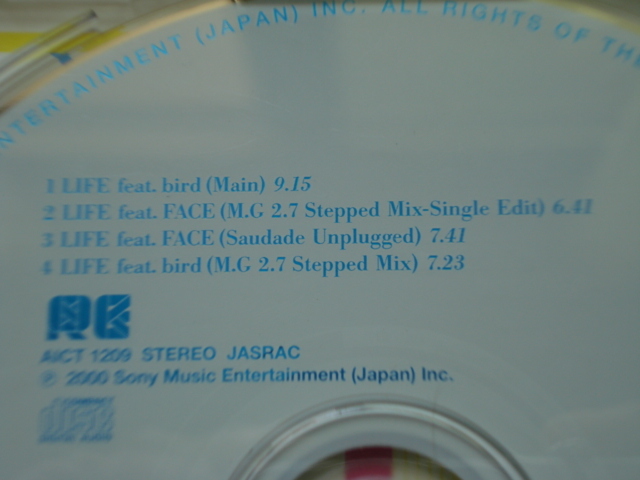 ENTERTAINMENT (JAPAN) INC. ALL RIGHTS OF THE
1 LIFE feat. bird (Main) 9.15
2 LIFE feat. FACE (M.G 2.7 Stepped Mix-Single Edit) 6.41
3 LIFE feat. FACE (Saudade Unplugged) 7.41
4 LIFE feat. bird (M.G 2.7 Stepped Mix) 7.23
AICT 1209 STEREO JASRAC
℗ 2000 Sony Music Entertainment (Japan) Inc.